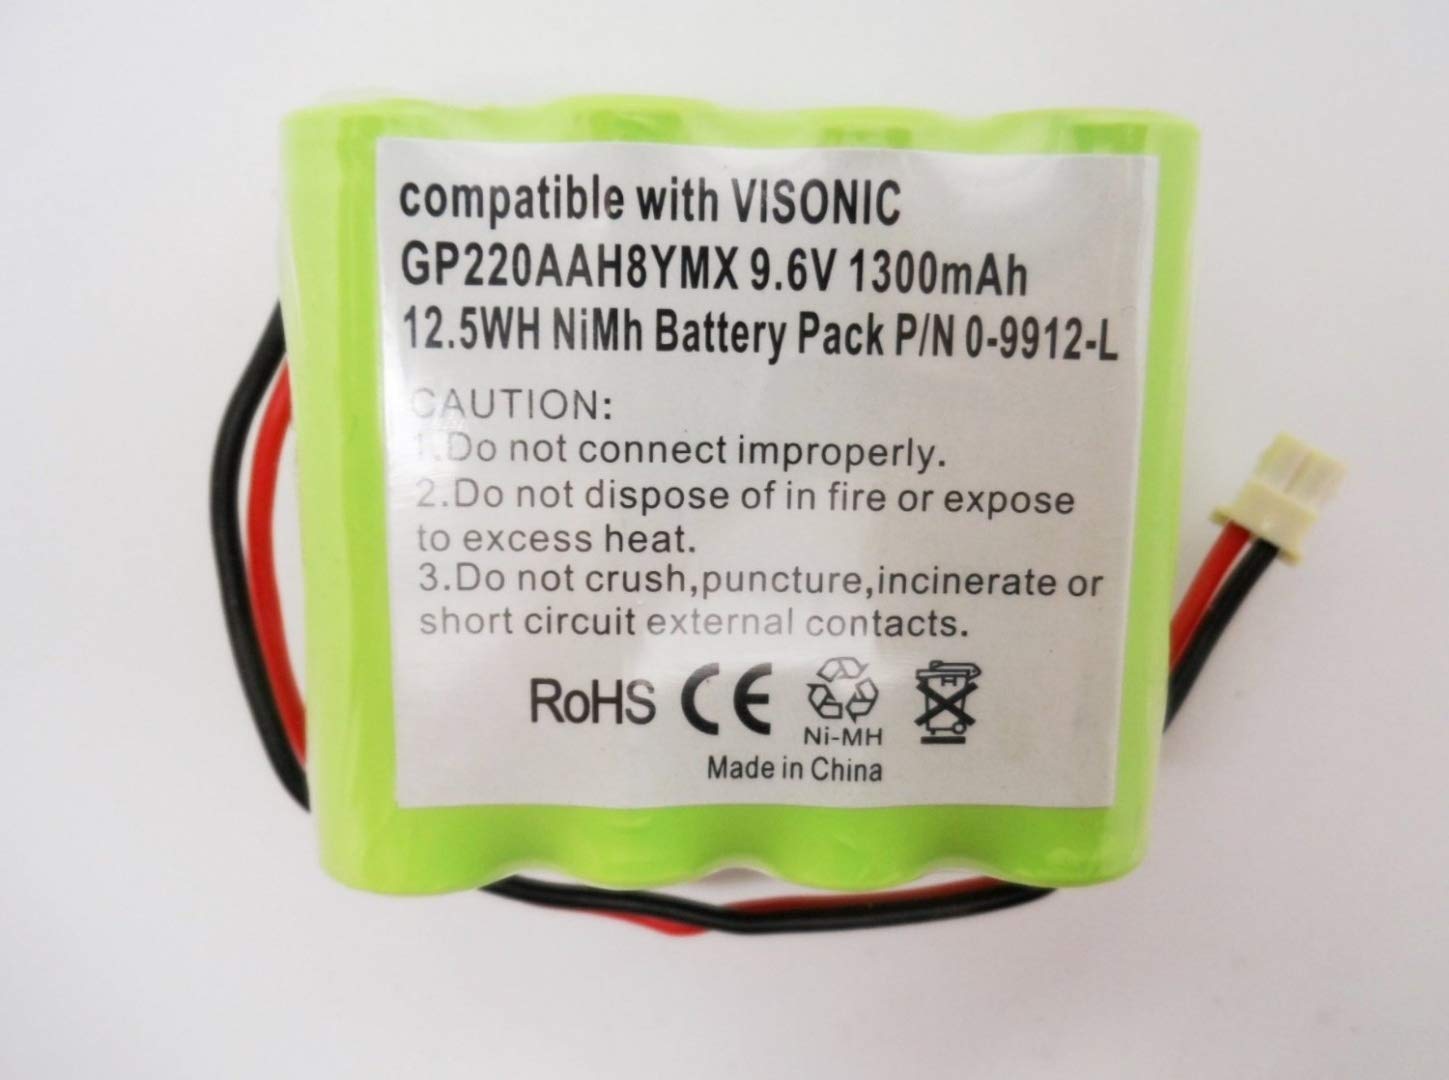 compatible with VISONIC
GP220AAH8YMX 9.6V 1300mAh
12.5WH NiMh Battery Pack P/N 0-9912-L
CAUTION:
1.Do not connect improperly.
2.Do not dispose of in fire or expose
to excess heat.
3.Do not crush,puncture,incinerate or
short circuit external contacts.
RoHS CE
Ni-MH
Made in China